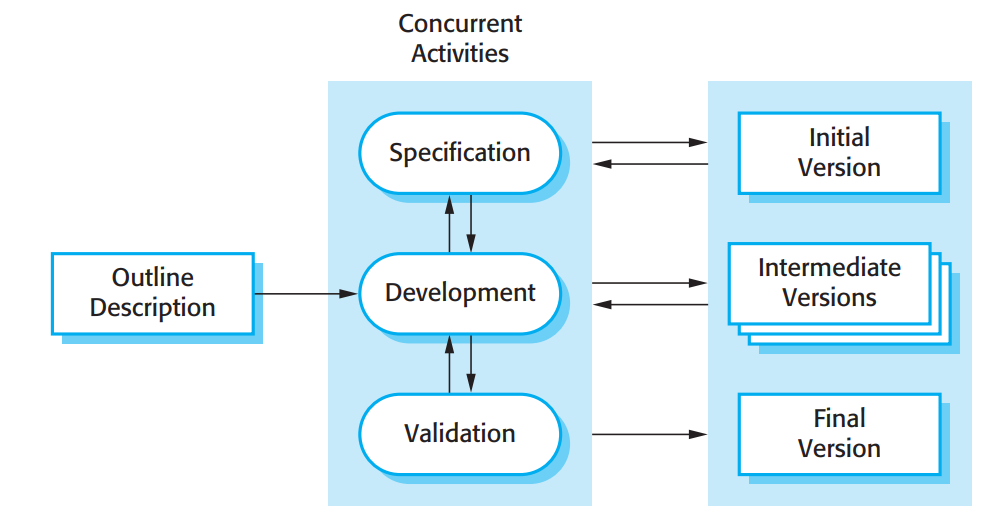 Concurrent
Activities
Specification
Initial
Version
Outline
Description
Development
Intermediate
Versions
Validation
Final
Version